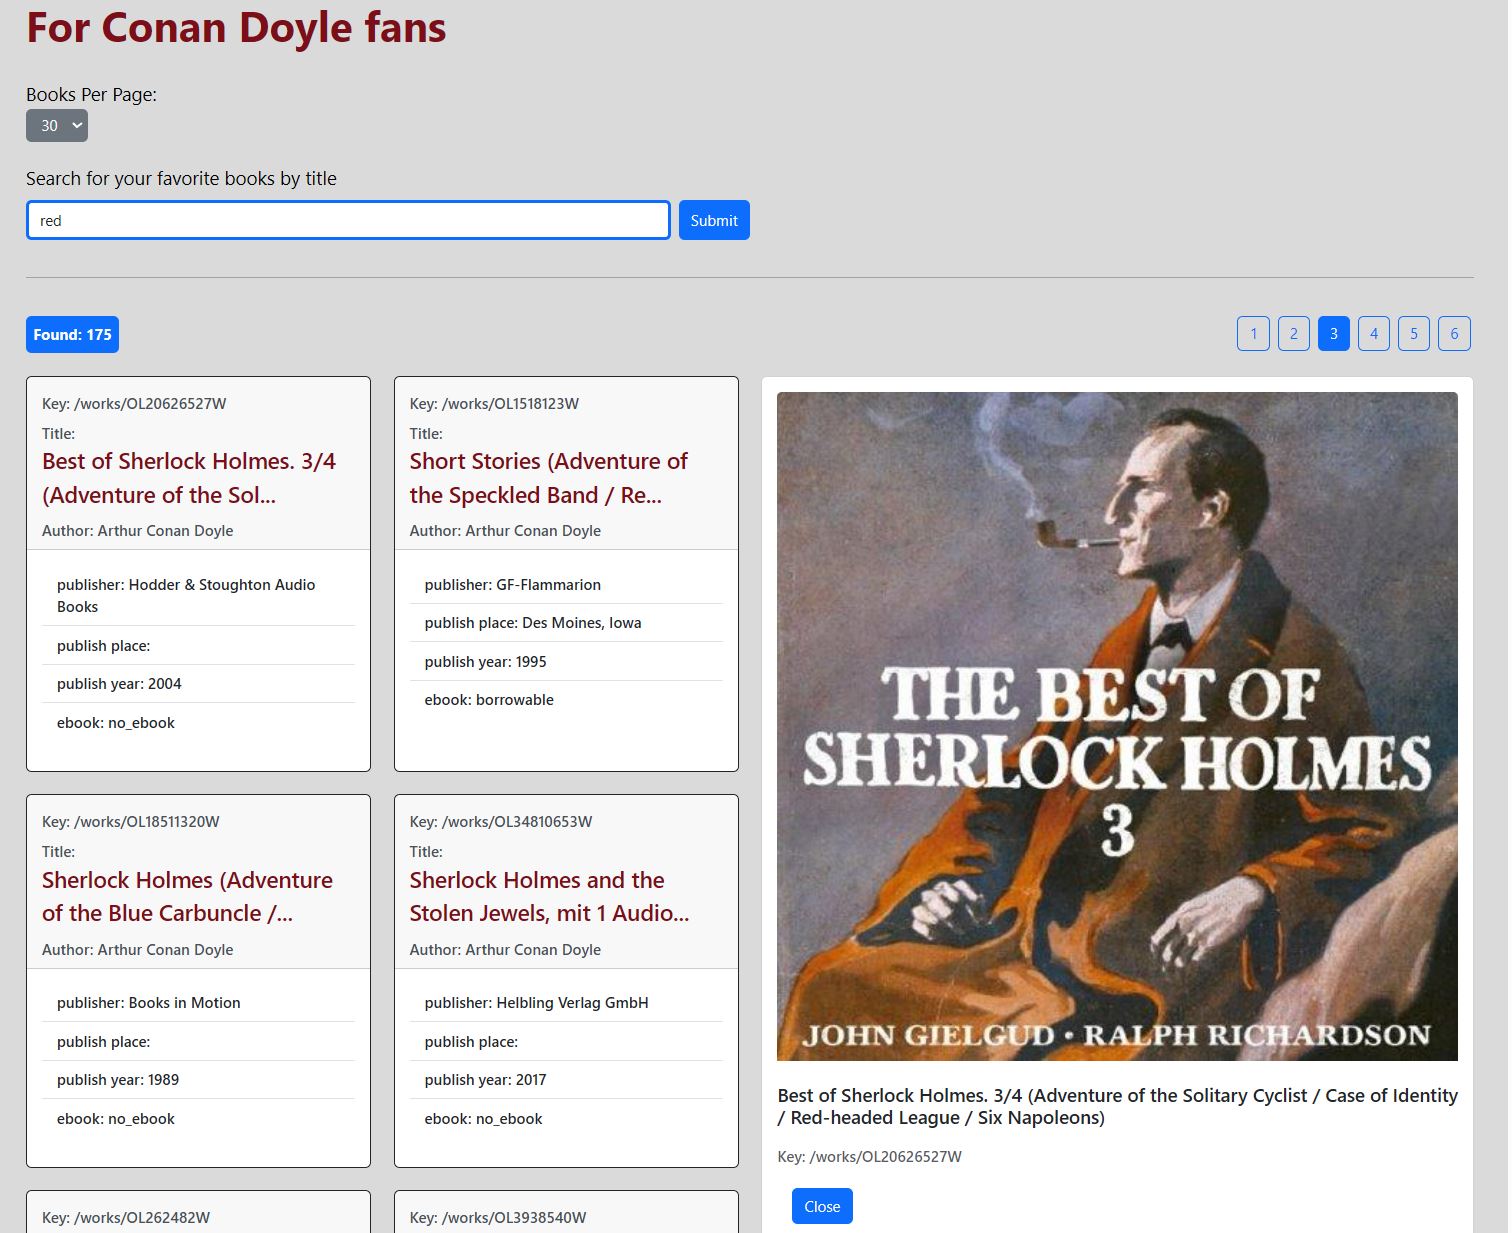 For Conan Doyle fans
Books Per Page:
30
Search for your favorite books by title
red
Submit
Found: 175
1 2 3 4 5 6
Key: /works/OL20626527W
Title:
Best of Sherlock Holmes. 3/4
(Adventure of the Sol...
Author: Arthur Conan Doyle
publisher: Hodder & Stoughton Audio
Books
publish place:
publish year: 2004
ebook: no_ebook
Key: /works/OL1518123W
Title:
Short Stories (Adventure of
the Speckled Band / Re...
Author: Arthur Conan Doyle
publisher: GF-Flammarion
publish place: Des Moines, Iowa
publish year: 1995
ebook: borrowable
Key: /works/OL18511320W
Title:
Sherlock Holmes (Adventure
of the Blue Carbuncle /...
Author: Arthur Conan Doyle
publisher: Books in Motion
publish place:
publish year: 1989
ebook: no_ebook
Key: /works/OL34810653W
Title:
Sherlock Holmes and the
Stolen Jewels, mit 1 Audio...
Author: Arthur Conan Doyle
publisher: Helbling Verlag GmbH
publish place:
publish year: 2017
ebook: no_ebook
Key: /works/OL262482W
Key: /works/OL3938540W
THE BEST OF
SHERLOCK HOLMES
3
JOHN GIELGUD • RALPH RICHARDSON
Best of Sherlock Holmes. 3/4 (Adventure of the Solitary Cyclist / Case of Identity
/ Red-headed League / Six Napoleons)
Key: /works/OL20626527W
Close